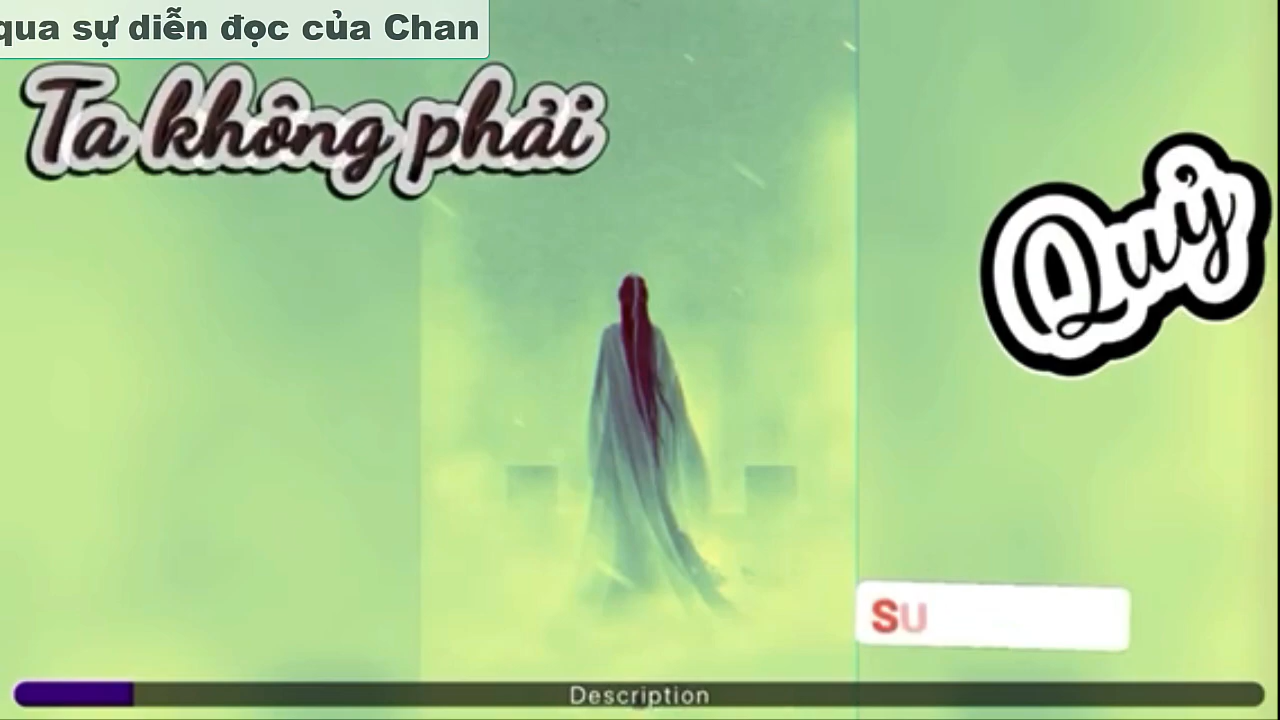 qua sự diễn đọc của Chan
Ta không phải
Quỷ
SU
Description